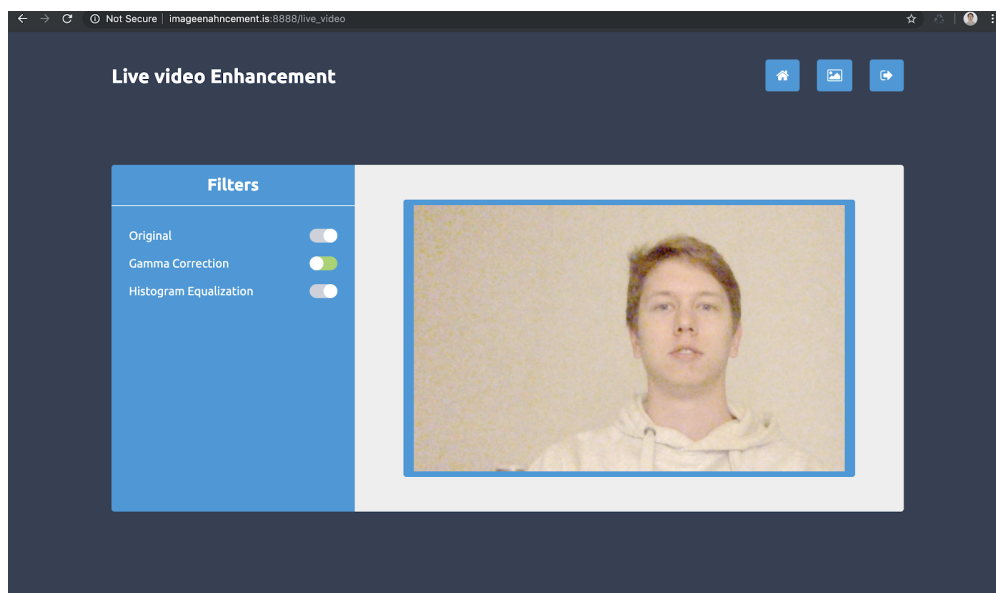 Not Secure | imageenahncement.is:8888/live_video
Live video Enhancement
Filters
Original
Gamma Correction
Histogram Equalization